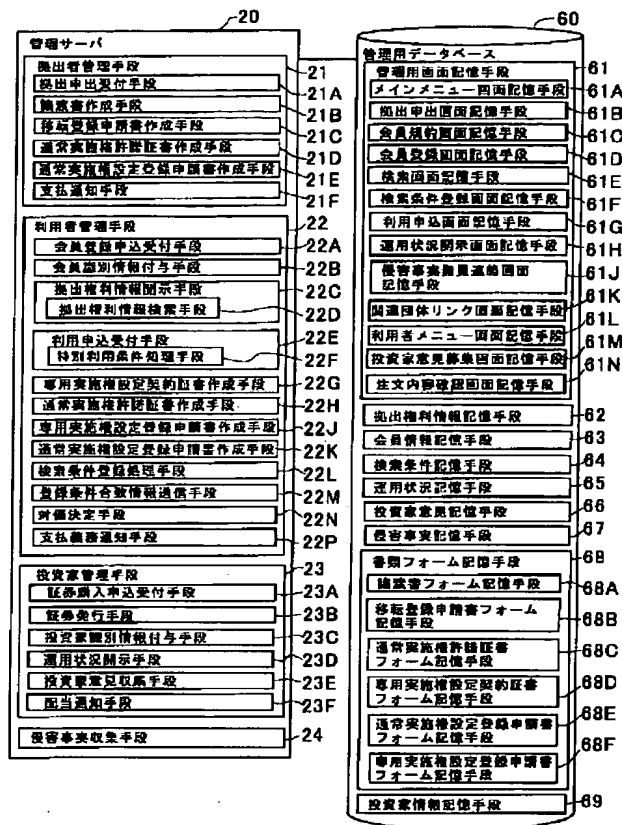 20
管理サーバ
拠出者管理手段
21
拠出申出受付手段
21A
譲渡書作成手段
21B
移転登録申請書作成手段
21C
通常実施権許諾証書作成手段
21D
通常実施権設定登録申請書作成手段
21E
支払通知手段
21F
利用者管理手段
22
会員登録申込受付手段
22A
会員識別情報付与手段
22B
拠出権利情報開示手段
22C
拠出権利情報検索手段
22D
利用申込受付手段
22E
特別利用条件処理手段
22F
専用実施権設定契約証書作成手段
22G
通常実施権許諾証書作成手段
22H
専用実施権設定登録申請書作成手段
22J
通常実施権設定登録申請書作成手段
22K
検索条件登録処理手段
22L
登録条件合致情報送信手段
22M
対価決定手段
22N
支払義務通知手段
22P
投資家管理手段
23
証券購入申込受付手段
23A
証券発行手段
23B
投資家識別情報付与手段
23C
運用状況開示手段
23D
投資家意見収集手段
23E
配当通知手段
23F
侵害事実収集手段
24
60
管理用データベース
管理用画面記憶手段
61
メインメニュー画面記憶手段
61A
拠出申出画面記憶手段
61B
会員規約画面記憶手段
61C
会員登録画面記憶手段
61D
検索画面記憶手段
61E
検索条件登録画面記憶手段
61F
利用申込画面記憶手段
61G
運用状況開示画面記憶手段
61H
侵害事実発見連絡画面
記憶手段
61J
関連団体リンク画面記憶手段
61K
利用者メニュー画面記憶手段
61L
投資家意見募集画面記憶手段
61M
注文内容確認画面記憶手段
61N
拠出権利情報記憶手段
62
会員情報記憶手段
63
検索条件記憶手段
64
運用状況記憶手段
65
投資家意見記憶手段
66
侵害事実記憶手段
67
書類フォーム記憶手段
68
譲渡書フォーム記憶手段
68A
移転登録申請書フォーム
記憶手段
68B
通常実施権許諾証書
フォーム記憶手段
68C
専用実施権設定契約証書
フォーム記憶手段
68D
通常実施権設定登録申請書
フォーム記憶手段
68E
専用実施権設定登録申請書
フォーム記憶手段
68F
投資家情報記憶手段
69